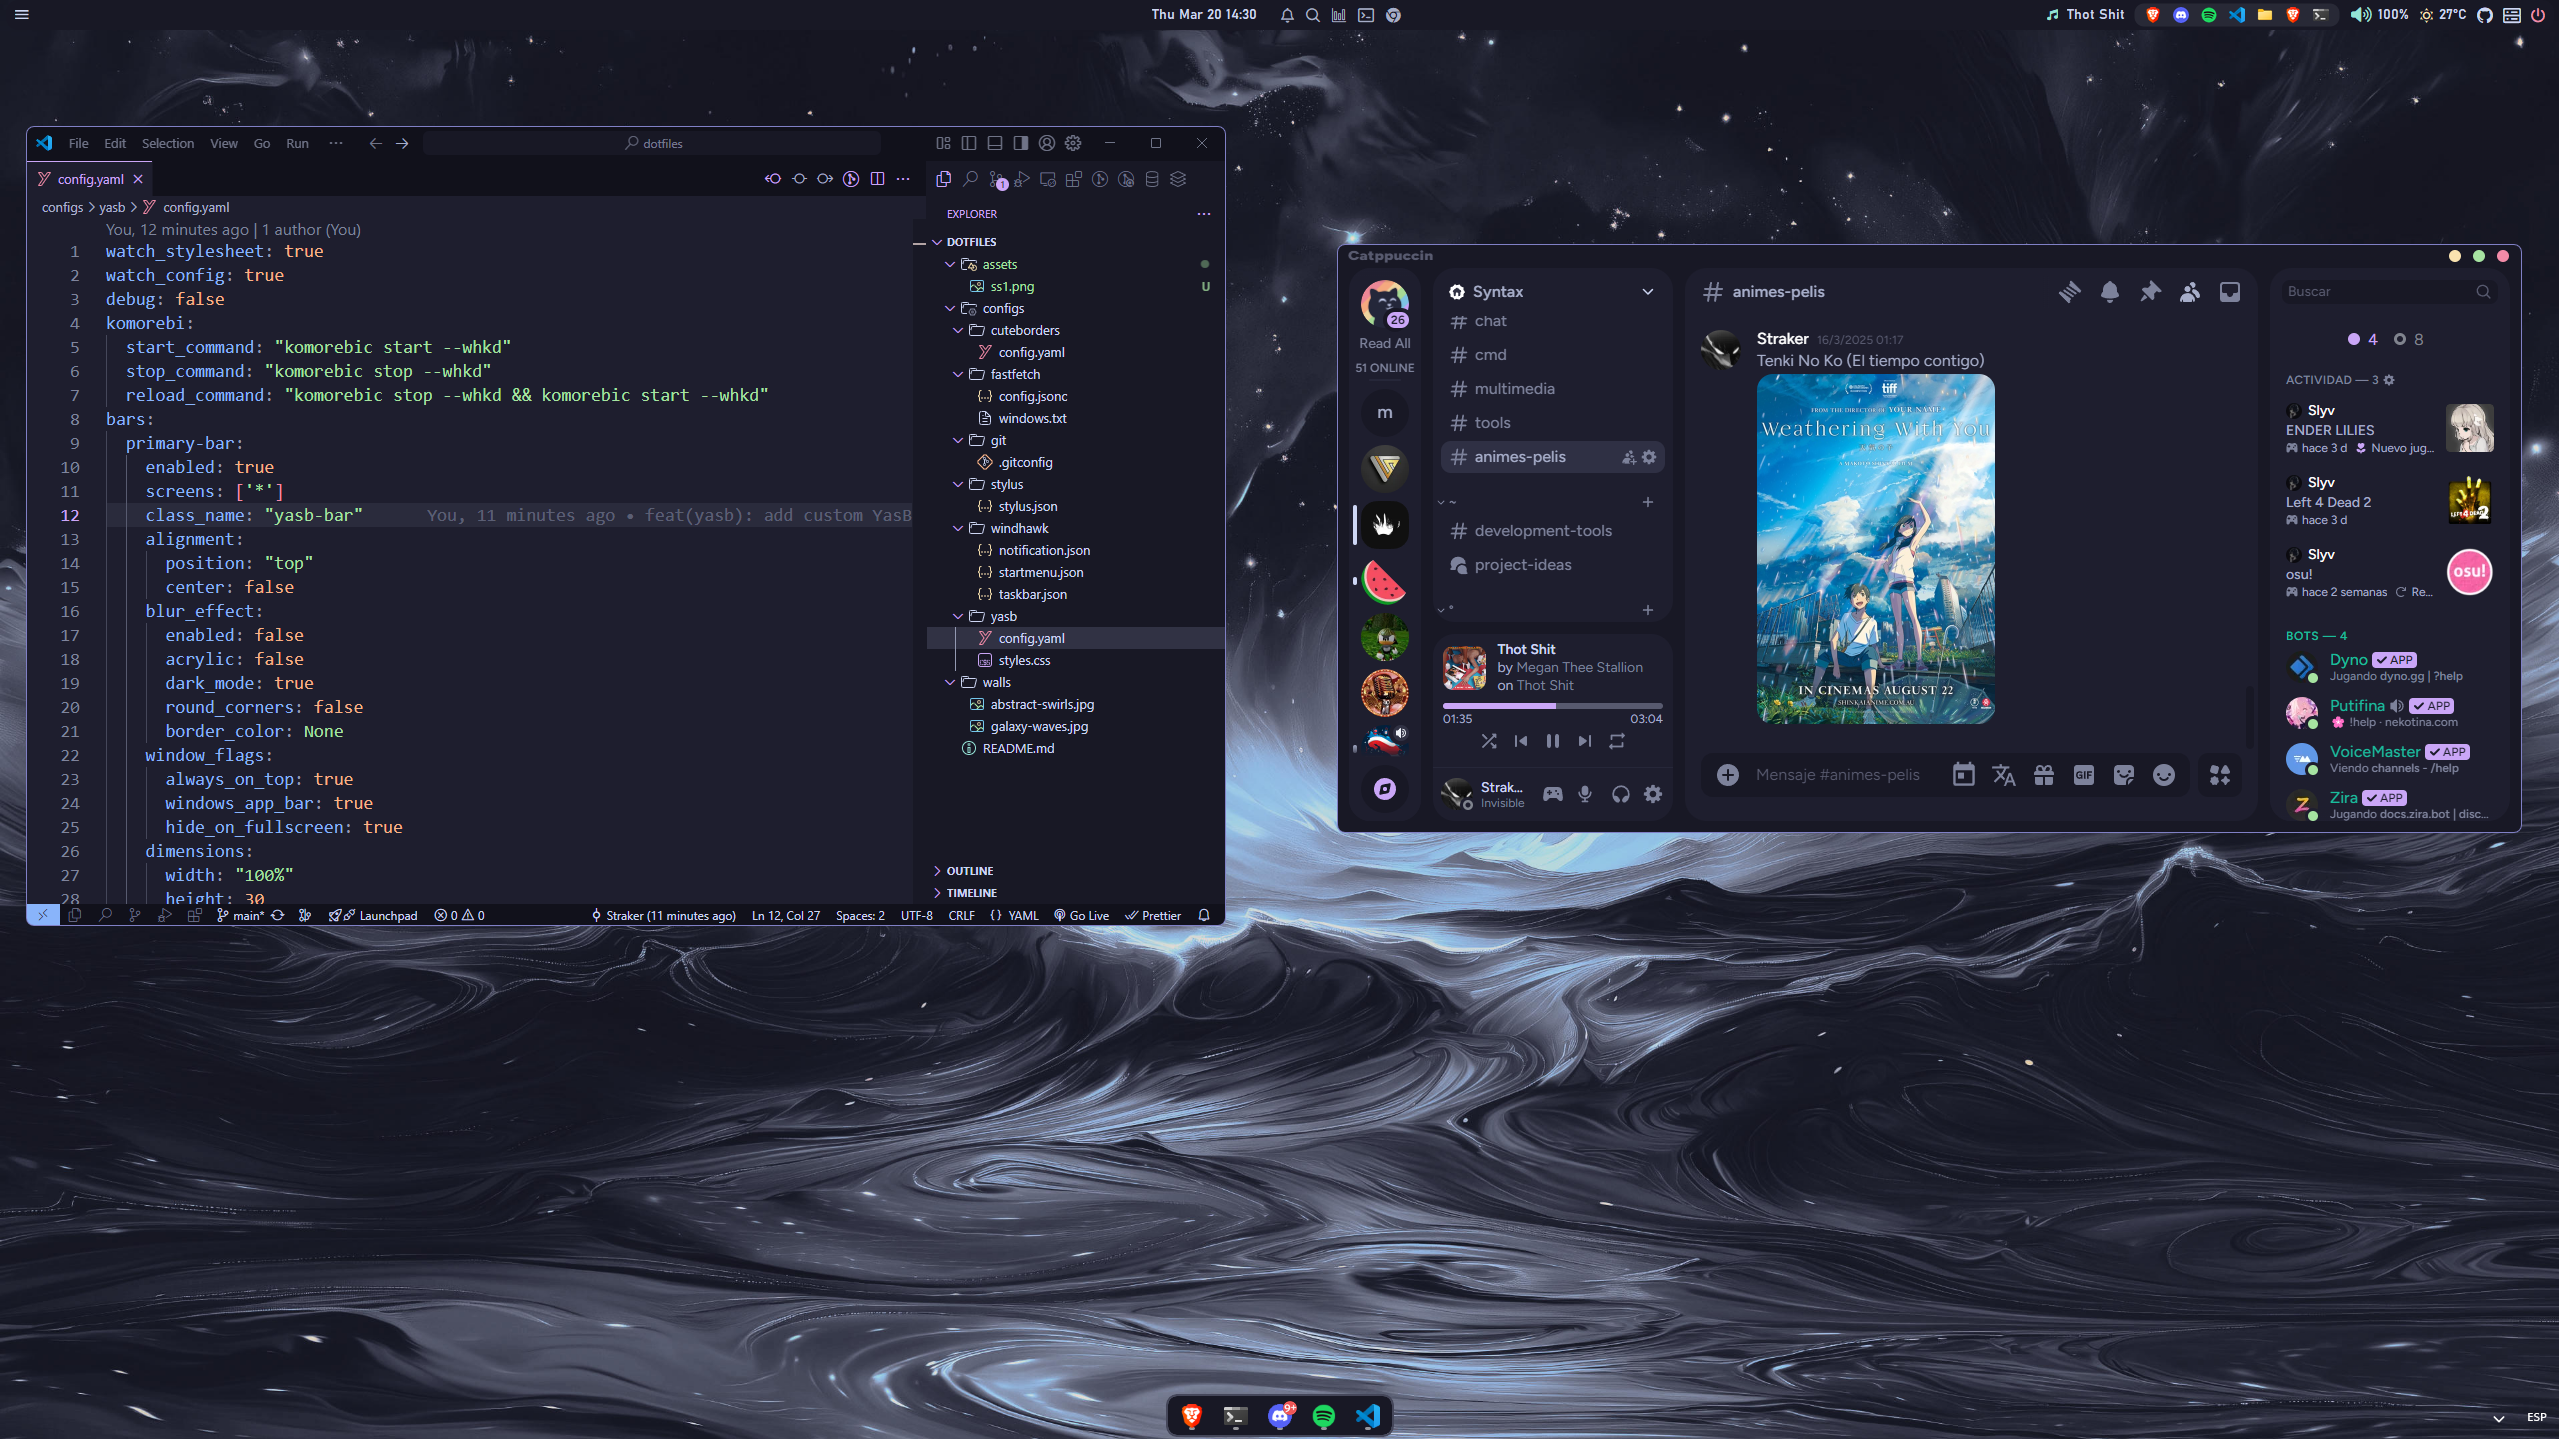 Thu Mar 20 14:30
Thot Shit
100%
27°C
File Edit Selection View Go Run ···
dotfiles
config.yaml
configs > yasb > config.yaml
You, 12 minutes ago | 1 author (You)
1 watch_stylesheet: true
2 watch_config: true
3 debug: false
4 komorebi:
5 start_command: "komorebic start --whkd"
6 stop_command: "komorebic stop --whkd"
7 reload_command: "komorebic stop --whkd && komorebic start --whkd"
8 bars:
9 primary-bar:
10 enabled: true
11 screens: ['*']
12 class_name: "yasb-bar" You, 11 minutes ago • feat(yasb): add custom YasB
13 alignment:
14 position: "top"
15 center: false
16 blur_effect:
17 enabled: false
18 acrylic: false
19 dark_mode: true
20 round_corners: false
21 border_color: None
22 window_flags:
23 always_on_top: true
24 windows_app_bar: true
25 hide_on_fullscreen: true
26 dimensions:
27 width: "100%"
28 height: 30
1
EXPLORER ···
DOTFILES
assets
ss1.png U
configs
cuteborders
config.yaml
fastfetch
config.jsonc
windows.txt
git
.gitconfig
stylus
stylus.json
windhawk
notification.json
startmenu.json
taskbar.json
yasb
config.yaml
styles.css
walls
abstract-swirls.jpg
galaxy-waves.jpg
README.md
OUTLINE
TIMELINE
main* Launchpad 0 0 Straker (11 minutes ago) Ln 12, Col 27 Spaces: 2 UTF-8 CRLF {} YAML Go Live Prettier
Catppuccin
26
Read All
51 ONLINE
m
Syntax
chat
cmd
multimedia
tools
animes-pelis
~
development-tools
project-ideas
°
Thot Shit
by Megan Thee Stallion
on Thot Shit
01:35 03:04
Strak...
Invisible
# animes-pelis
Straker 16/3/2025 01:17
Tenki No Ko (El tiempo contigo)
tiff
FROM THE DIRECTOR OF YOUR NAME.
Weathering With You
IN CINEMAS AUGUST 22
SHINKAIANIME.COM.AU
Mensaje #animes-pelis
GIF
Buscar
4 8
ACTIVIDAD — 3
Slyv
ENDER LILIES
hace 3 d Nuevo jug...
Slyv
Left 4 Dead 2
hace 3 d
LEFT 4 DEAD 2
Slyv
osu!
hace 2 semanas Re...
osu!
BOTS — 4
Dyno APP
Jugando dyno.gg | ?help
Putifina APP
!help · nekotina.com
VoiceMaster APP
Viendo channels - /help
Zira APP
Jugando docs.zira.bot | disc...
9+
ESP